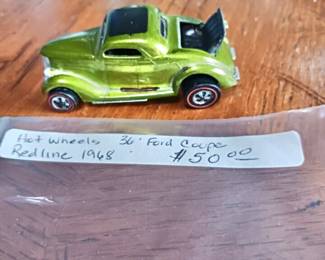 Hot Wheels 36' Ford Coupe
Redline 1968 $50.00